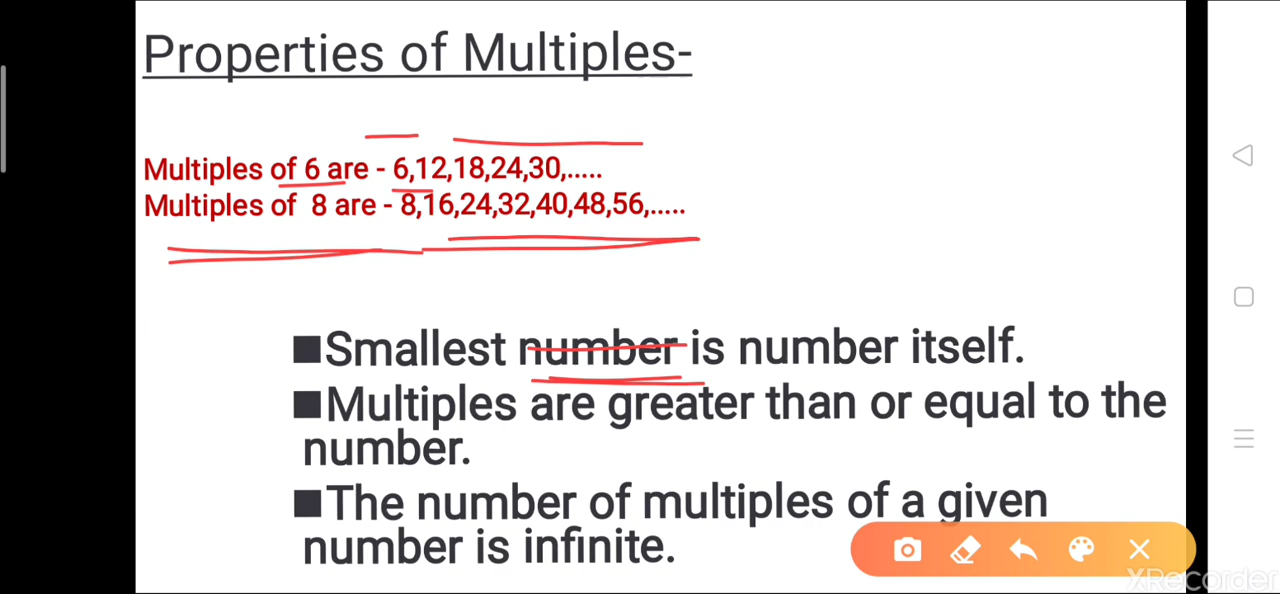 Properties of Multiples-
Multiples of 6 are - 6,12,18,24,30,.....
Multiples of 8 are - 8,16,24,32,40,48,56,.....
■Smallest number is number itself.
■Multiples are greater than or equal to the
number.
■The number of multiples of a given
number is infinite.
XRecorder